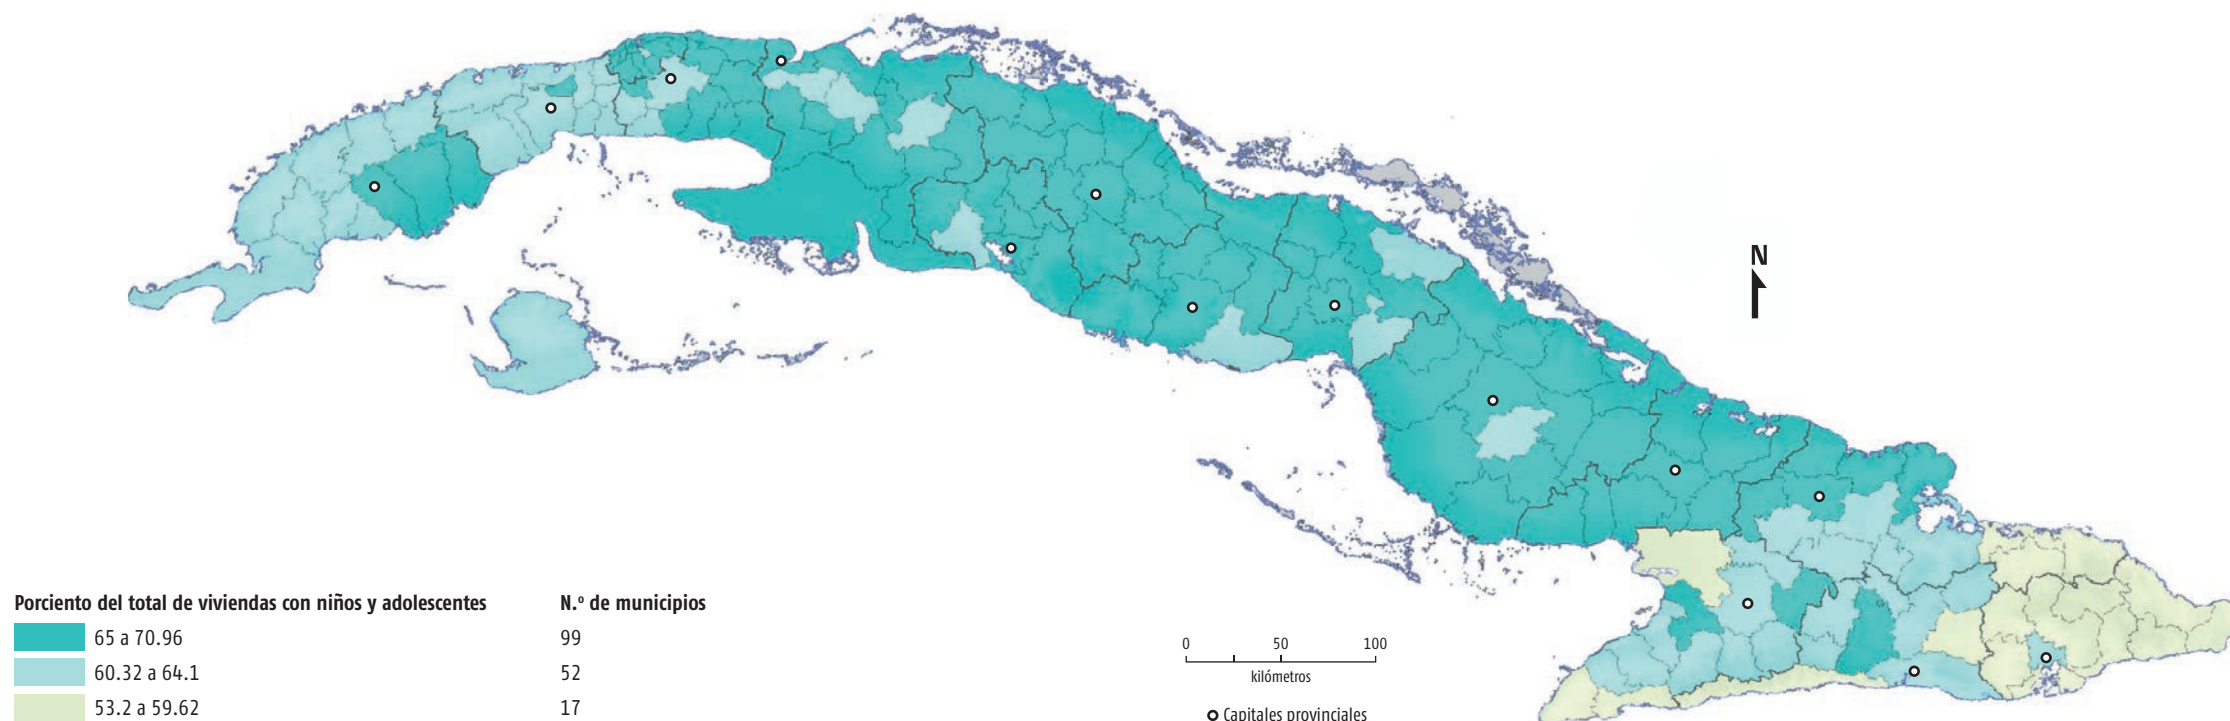 N
Porciento del total de viviendas con niños y adolescentes N.º de municipios
65 a 70.96 99
60.32 a 64.1 52
53.2 a 59.62 17
0 50 100
kilómetros
Capitales provinciales